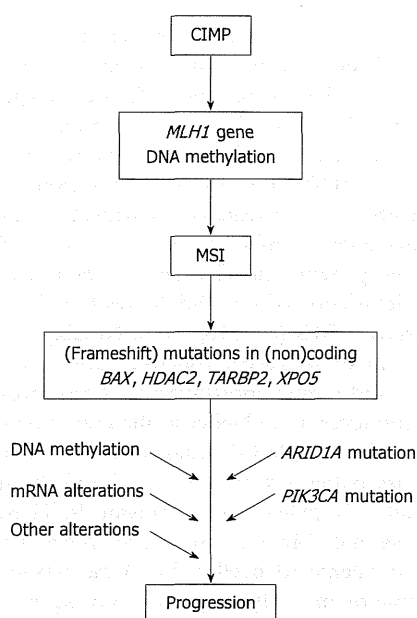 CIMP
MLH1 gene
DNA methylation
MSI
(Frameshift) mutations in (non)coding
BAX, HDAC2, TARBP2, XPO5
DNA methylation
ARID1A mutation
mRNA alterations
PIK3CA mutation
Other alterations
Progression